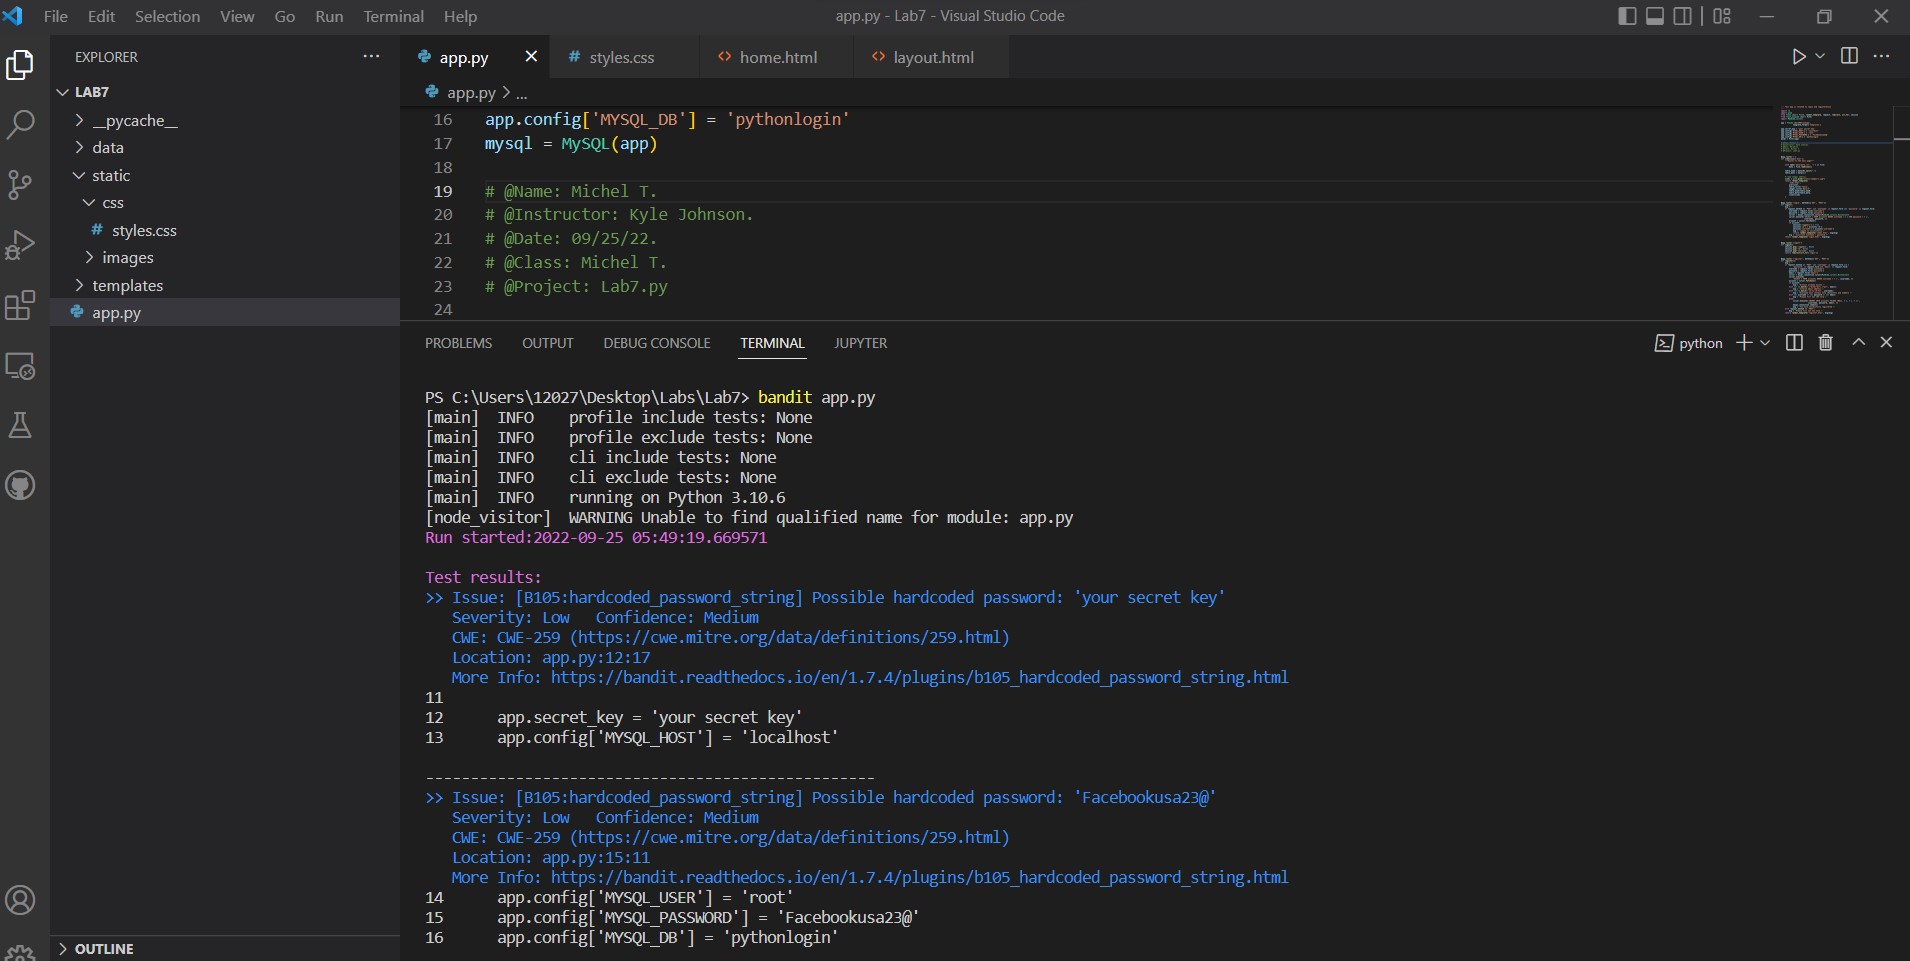 File Edit Selection View Go Run Terminal Help
app.py - Lab7 - Visual Studio Code
EXPLORER
LAB7
__pycache__
data
static
css
# styles.css
images
templates
app.py
OUTLINE
app.py
# styles.css
<> home.html
<> layout.html
app.py > ...
16 app.config['MYSQL_DB'] = 'pythonlogin'
17 mysql = MySQL(app)
18
19 # @Name: Michel T.
20 # @Instructor: Kyle Johnson.
21 # @Date: 09/25/22.
22 # @Class: Michel T.
23 # @Project: Lab7.py
24
PROBLEMS OUTPUT DEBUG CONSOLE TERMINAL JUPYTER
python
PS C:\Users\12027\Desktop\Labs\Lab7> bandit app.py
[main] INFO profile include tests: None
[main] INFO profile exclude tests: None
[main] INFO cli include tests: None
[main] INFO cli exclude tests: None
[main] INFO running on Python 3.10.6
[node_visitor] WARNING Unable to find qualified name for module: app.py
Run started:2022-09-25 05:49:19.669571
Test results:
>> Issue: [B105:hardcoded_password_string] Possible hardcoded password: 'your secret key'
Severity: Low Confidence: Medium
CWE: CWE-259 (https://cwe.mitre.org/data/definitions/259.html)
Location: app.py:12:17
More Info: https://bandit.readthedocs.io/en/1.7.4/plugins/b105_hardcoded_password_string.html
11
12 app.secret_key = 'your secret key'
13 app.config['MYSQL_HOST'] = 'localhost'
--------------------------------------------------
>> Issue: [B105:hardcoded_password_string] Possible hardcoded password: 'Facebookusa23@'
Severity: Low Confidence: Medium
CWE: CWE-259 (https://cwe.mitre.org/data/definitions/259.html)
Location: app.py:15:11
More Info: https://bandit.readthedocs.io/en/1.7.4/plugins/b105_hardcoded_password_string.html
14 app.config['MYSQL_USER'] = 'root'
15 app.config['MYSQL_PASSWORD'] = 'Facebookusa23@'
16 app.config['MYSQL_DB'] = 'pythonlogin'